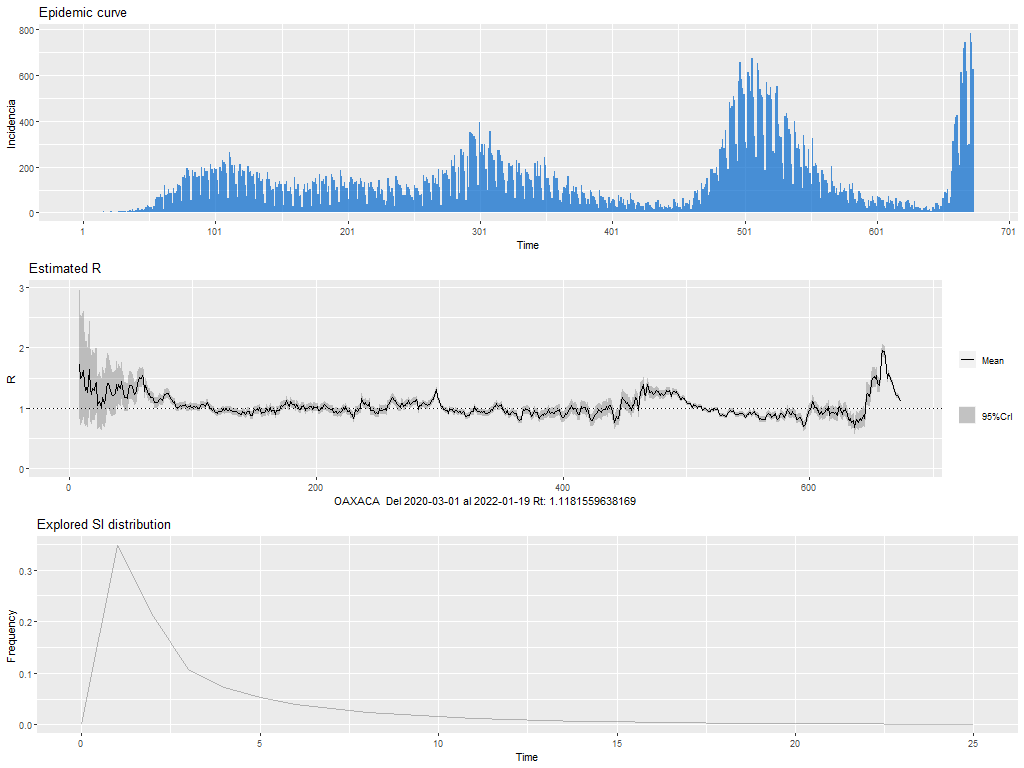 Epidemic curve
800
600
400
200
0
Incidencia
1 101 201 301 401 501 601 701
Time
Estimated R
3
2
1
0
R
0 200 400 600
OAXACA Del 2020-03-01 al 2022-01-19 Rt: 1.1181559638169
Mean
95%CrI
Explored SI distribution
0.3
0.2
0.1
0.0
Frequency
0 5 10 15 20 25
Time